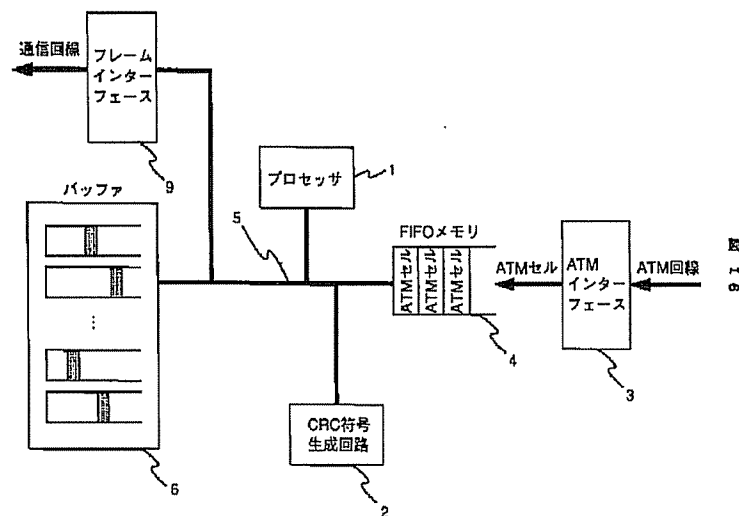 通信回線
フレーム
インター
フェース
9
バッファ
プロセッサ
1
5
FIFOメモリ
ATMセル
ATMセル
ATMセル
4
ATMセル
ATM
インター
フェース
ATM回線
3
⋮
6
CRC符号
生成回路
2
図16